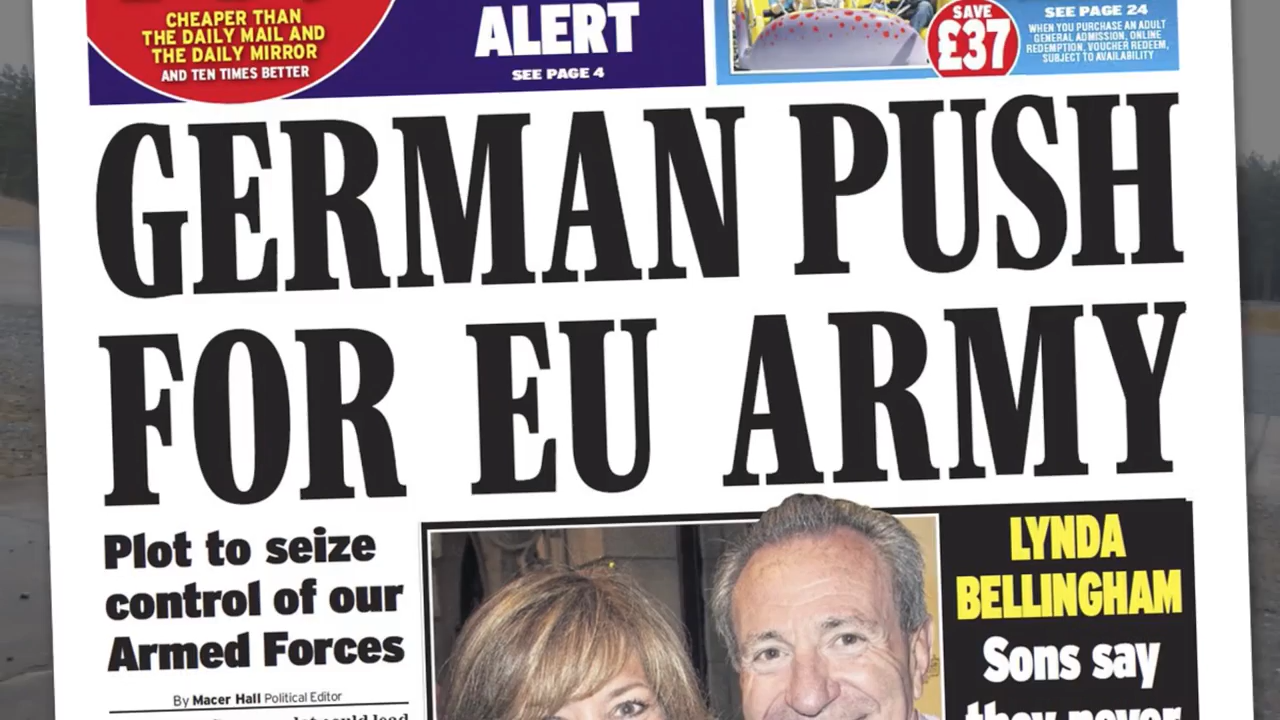 CHEAPER THAN
THE DAILY MAIL AND
THE DAILY MIRROR
AND TEN TIMES BETTER
ALERT
SEE PAGE 4
SAVE
£37
SEE PAGE 24
WHEN YOU PURCHASE AN ADULT
GENERAL ADMISSION, ONLINE
REDEMPTION, VOUCHER REDEEM,
SUBJECT TO AVAILABILITY
GERMAN PUSH
FOR EU ARMY
Plot to seize
control of our
Armed Forces
By Macer Hall Political Editor
LYNDA
BELLINGHAM
Sons say
they never